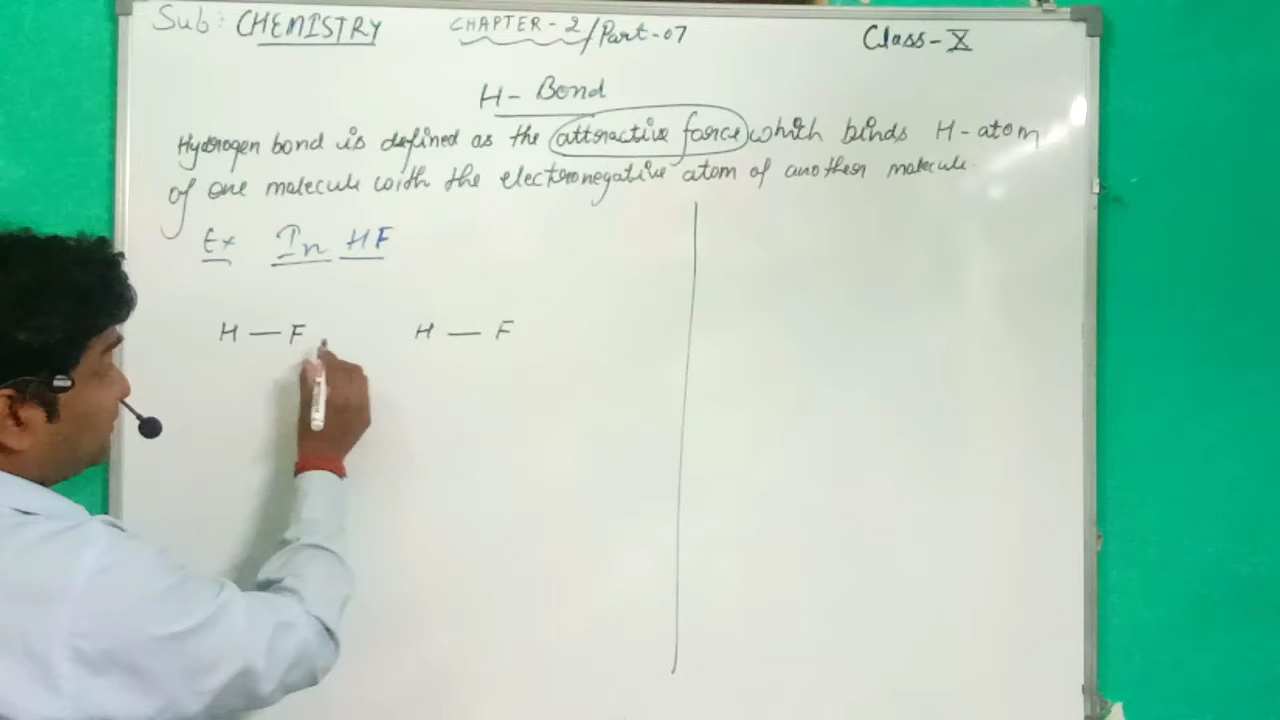 Sub: CHEMISTRY CHAPTER-2/Part-07 Class-X
H-Bond
Hydrogen bond is defined as the attractive force which binds H-atom
of one molecule with the electronegative atom of another molecule.
Ex In HF
H — F H — F